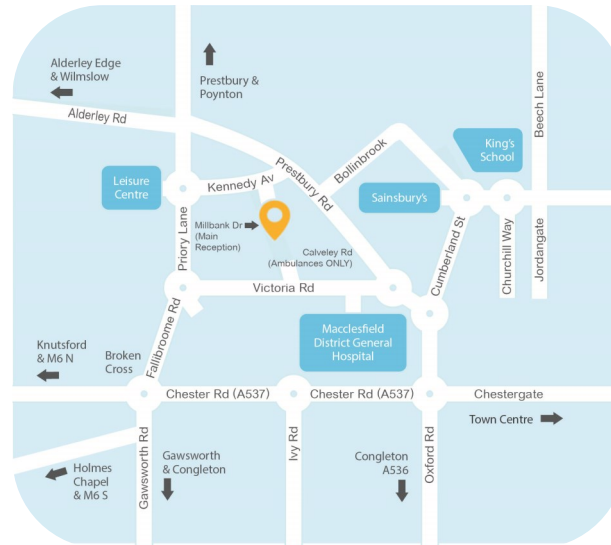 Alderley Edge
& Wilmslow
Prestbury &
Poynton
Alderley Rd
Beech Lane
King's
School
Bollinbrook
Prestbury Rd
Kennedy Av
Leisure
Centre
Sainsbury's
Millbank Dr
(Main
Reception)
Priory Lane
Calveley Rd
(Ambulances ONLY)
Cumberland St
Churchill Way
Jordangate
Victoria Rd
Fallibroome Rd
Macclesfield
District General
Hospital
Knutsford
& M6 N
Broken
Cross
Chester Rd (A537)
Chester Rd (A537)
Chestergate
Town Centre
Gawsworth Rd
Ivy Rd
Oxford Rd
Holmes
Chapel
& M6 S
Gawsworth
& Congleton
Congleton
A536